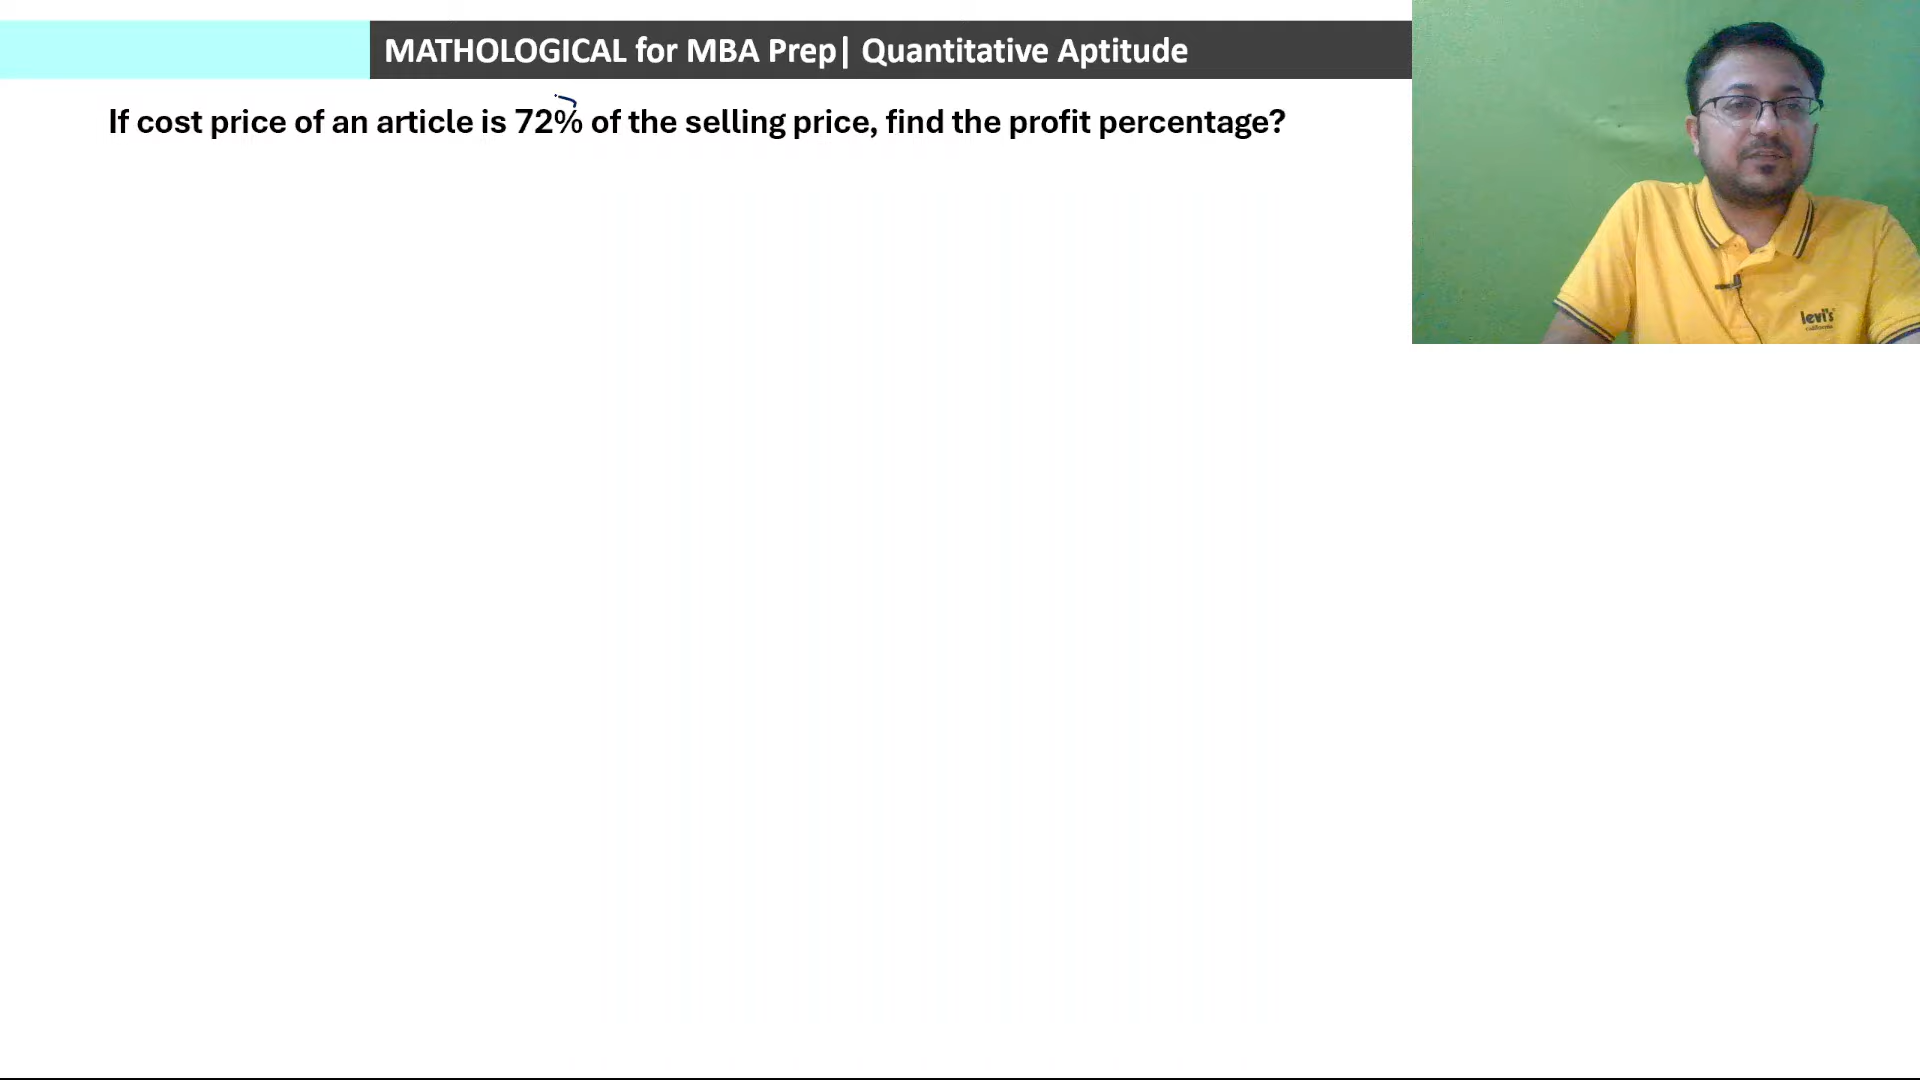 MATHOLOGICAL for MBA Prep| Quantitative Aptitude
If cost price of an article is 72% of the selling price, find the profit percentage?
levi's